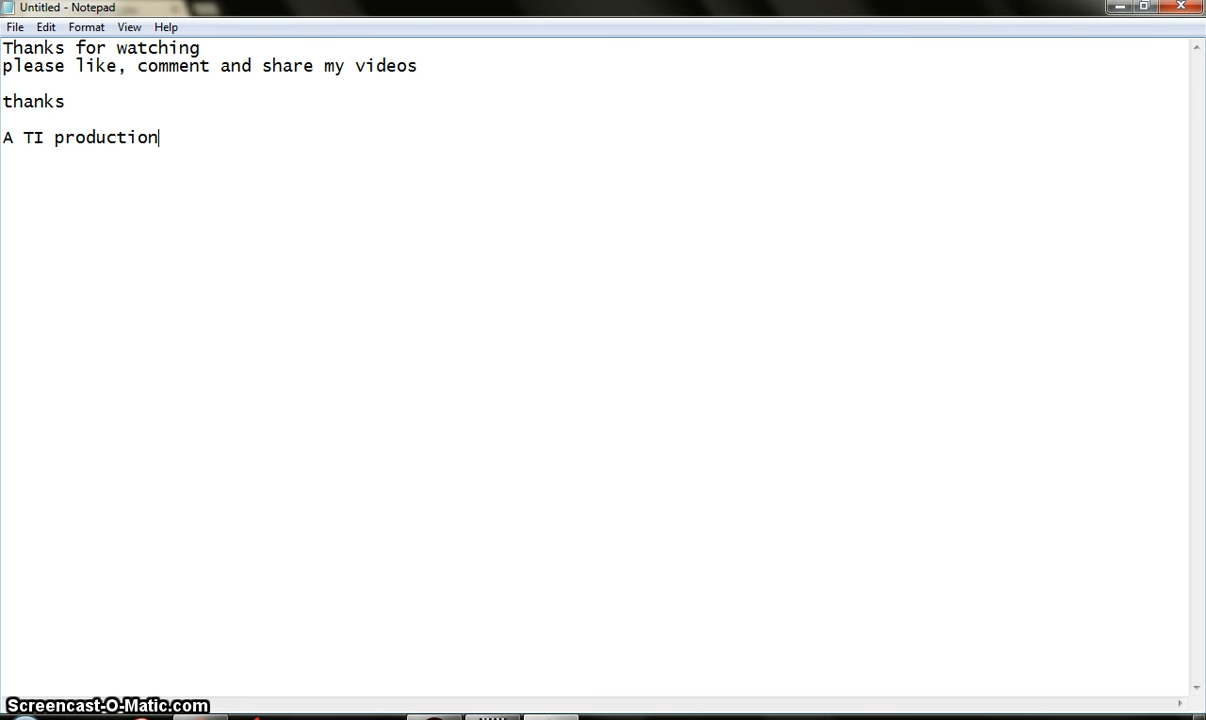 Untitled - Notepad
File Edit Format View Help
Thanks for watching
please like, comment and share my videos
thanks
A TI production
Screencast-O-Matic.com